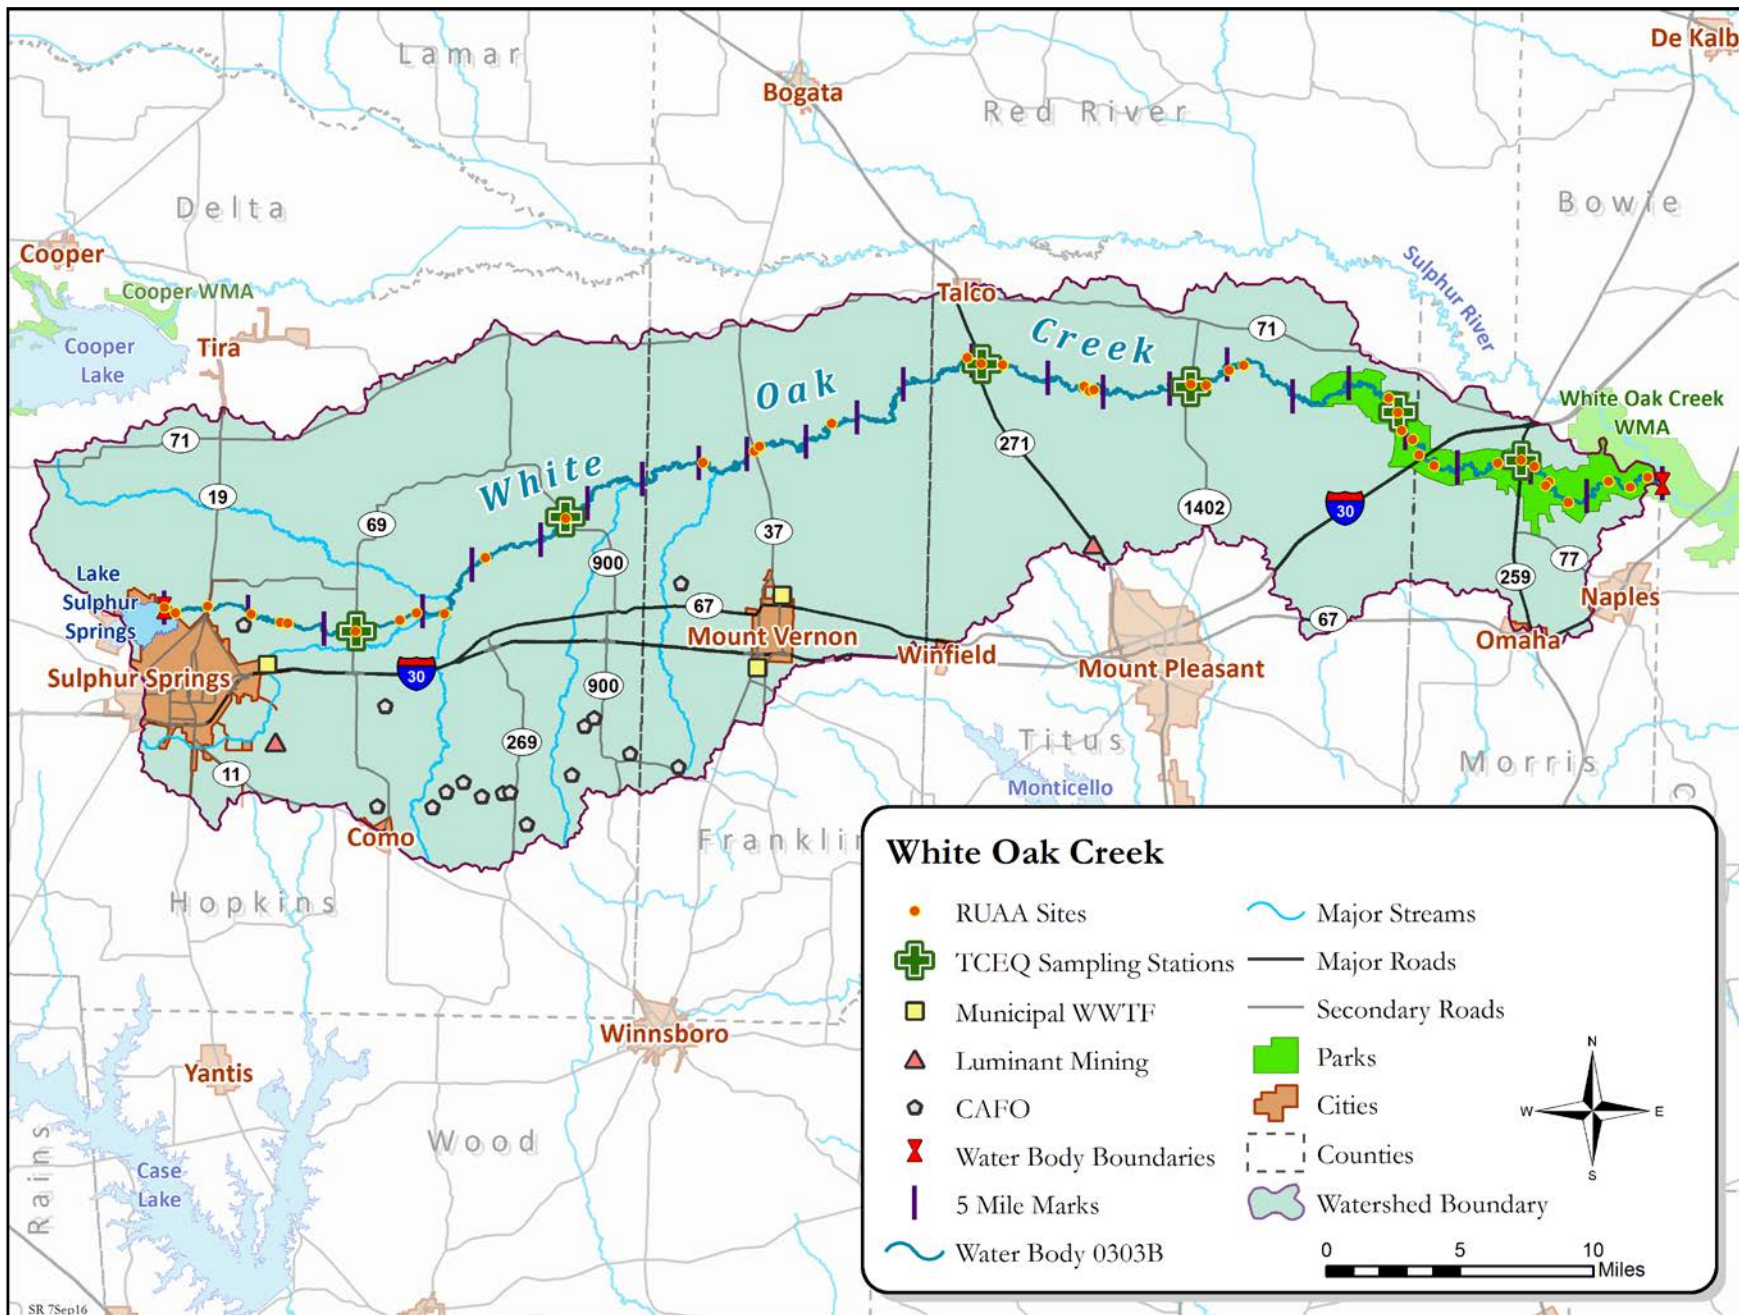 Lamar
De Kalb
Bogata
Red River
Delta
Bowie
Cooper
Cooper WMA
Sulphur River
Talco
Creek
71
Cooper
Lake
Tira
Oak
White Oak Creek
WMA
71
271
White
19
69
1402
30
37
900
77
259
Lake
Sulphur
Springs
67
Naples
67
Mount Vernon
Omaha
Winfield
Mount Pleasant
Sulphur Springs
30
900
269
Titus
11
Morris
Monticello
C
Como
Franklin
Hopkins
Winnsboro
Yantis
Wood
Rains
Case
Lake
White Oak Creek
RUAA Sites
TCEQ Sampling Stations
Municipal WWTF
Luminant Mining
CAFO
Water Body Boundaries
5 Mile Marks
Water Body 0303B
Major Streams
Major Roads
Secondary Roads
Parks
Cities
Counties
Watershed Boundary
N
W
E
S
0 5 10
Miles
SR 7Sep16